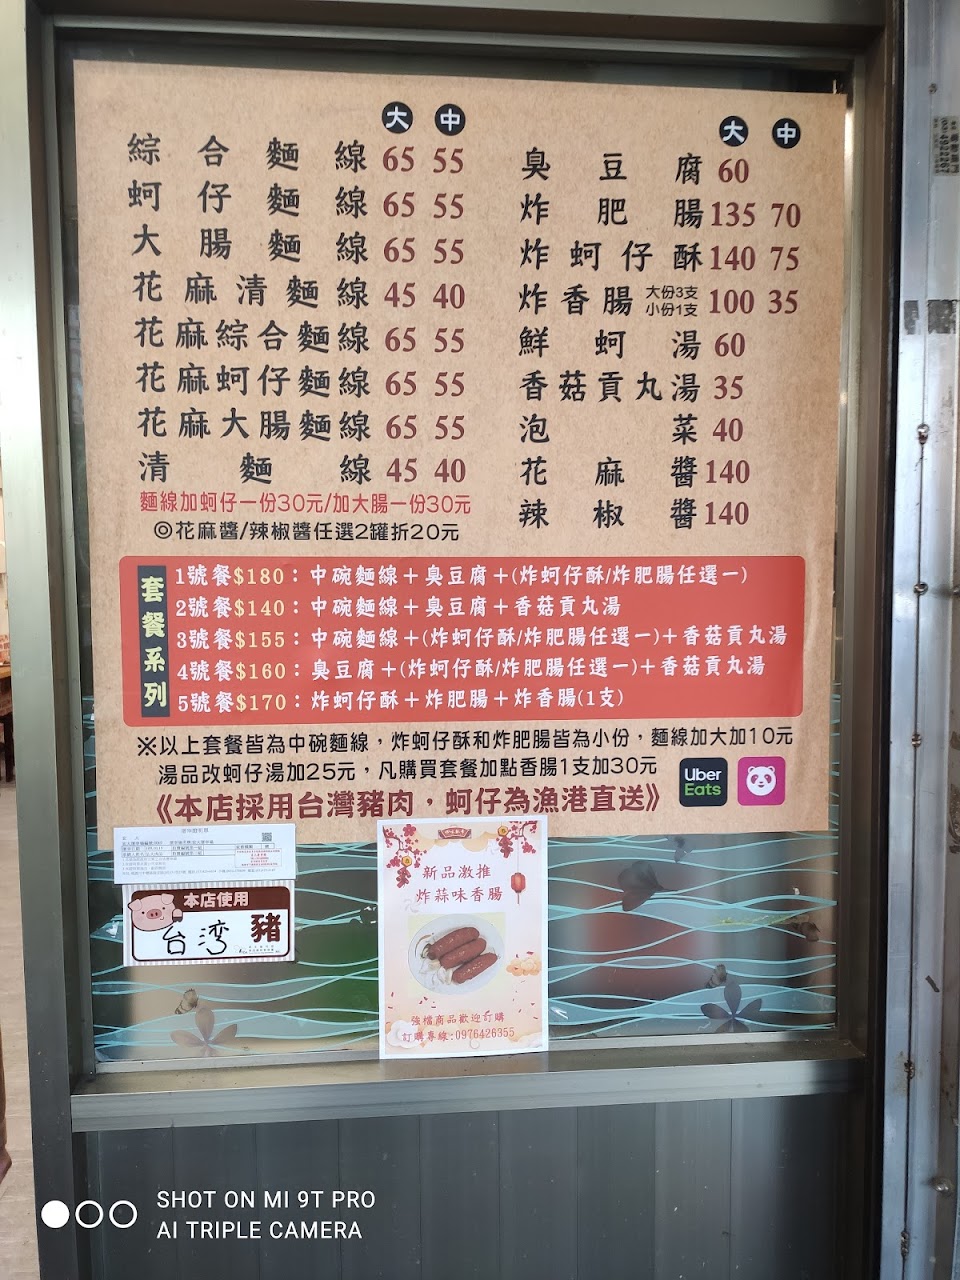 大 中
綜合麵線 65 55
蚵仔麵線 65 55
大腸麵線 65 55
花麻清麵線 45 40
花麻綜合麵線 65 55
花麻蚵仔麵線 65 55
花麻大腸麵線 65 55
清麵線 45 40
麵線加蚵仔一份30元/加大腸一份30元
◎花麻醬/辣椒醬任選2罐折20元
大 中
臭豆腐 60
炸肥腸 135 70
炸蚵仔酥 140 75
炸香腸 大份3支 小份1支 100 35
鮮蚵湯 60
香菇貢丸湯 35
泡菜 40
花麻醬 140
辣椒醬 140
套餐系列
1號餐$180：中碗麵線＋臭豆腐＋(炸蚵仔酥/炸肥腸任選一)
2號餐$140：中碗麵線＋臭豆腐＋香菇貢丸湯
3號餐$155：中碗麵線＋(炸蚵仔酥/炸肥腸任選一)＋香菇貢丸湯
4號餐$160：臭豆腐＋(炸蚵仔酥/炸肥腸任選一)＋香菇貢丸湯
5號餐$170：炸蚵仔酥＋炸肥腸＋炸香腸(1支)
※以上套餐皆為中碗麵線，炸蚵仔酥和炸肥腸皆為小份，麵線加大加10元
湯品改蚵仔湯加25元，凡購買套餐加點香腸1支加30元
Uber Eats
《本店採用台灣豬肉，蚵仔為漁港直送》
本店使用
台灣 豬
新品激推
炸蒜味香腸
強檔商品歡迎訂購
訂購專線:0976426355
SHOT ON MI 9T PRO
AI TRIPLE CAMERA